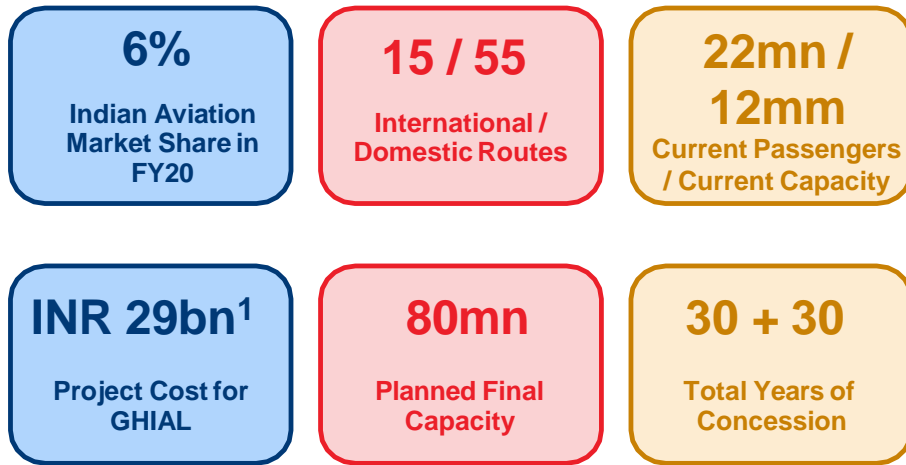 6%
Indian Aviation
Market Share in
FY20
15 / 55
International /
Domestic Routes
22mn /
12mm
Current Passengers
/ Current Capacity
INR 29bn¹
Project Cost for
GHIAL
80mn
Planned Final
Capacity
30 + 30
Total Years of
Concession